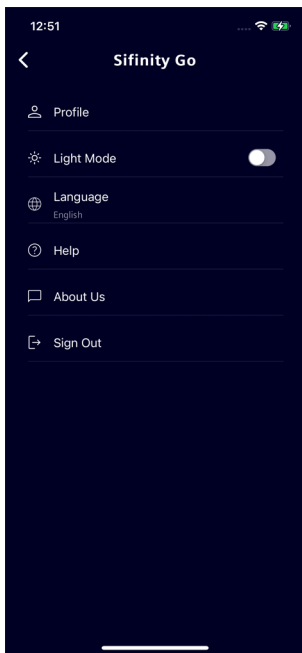 12:51
Sifinity Go
Profile
Light Mode
Language
English
Help
About Us
Sign Out